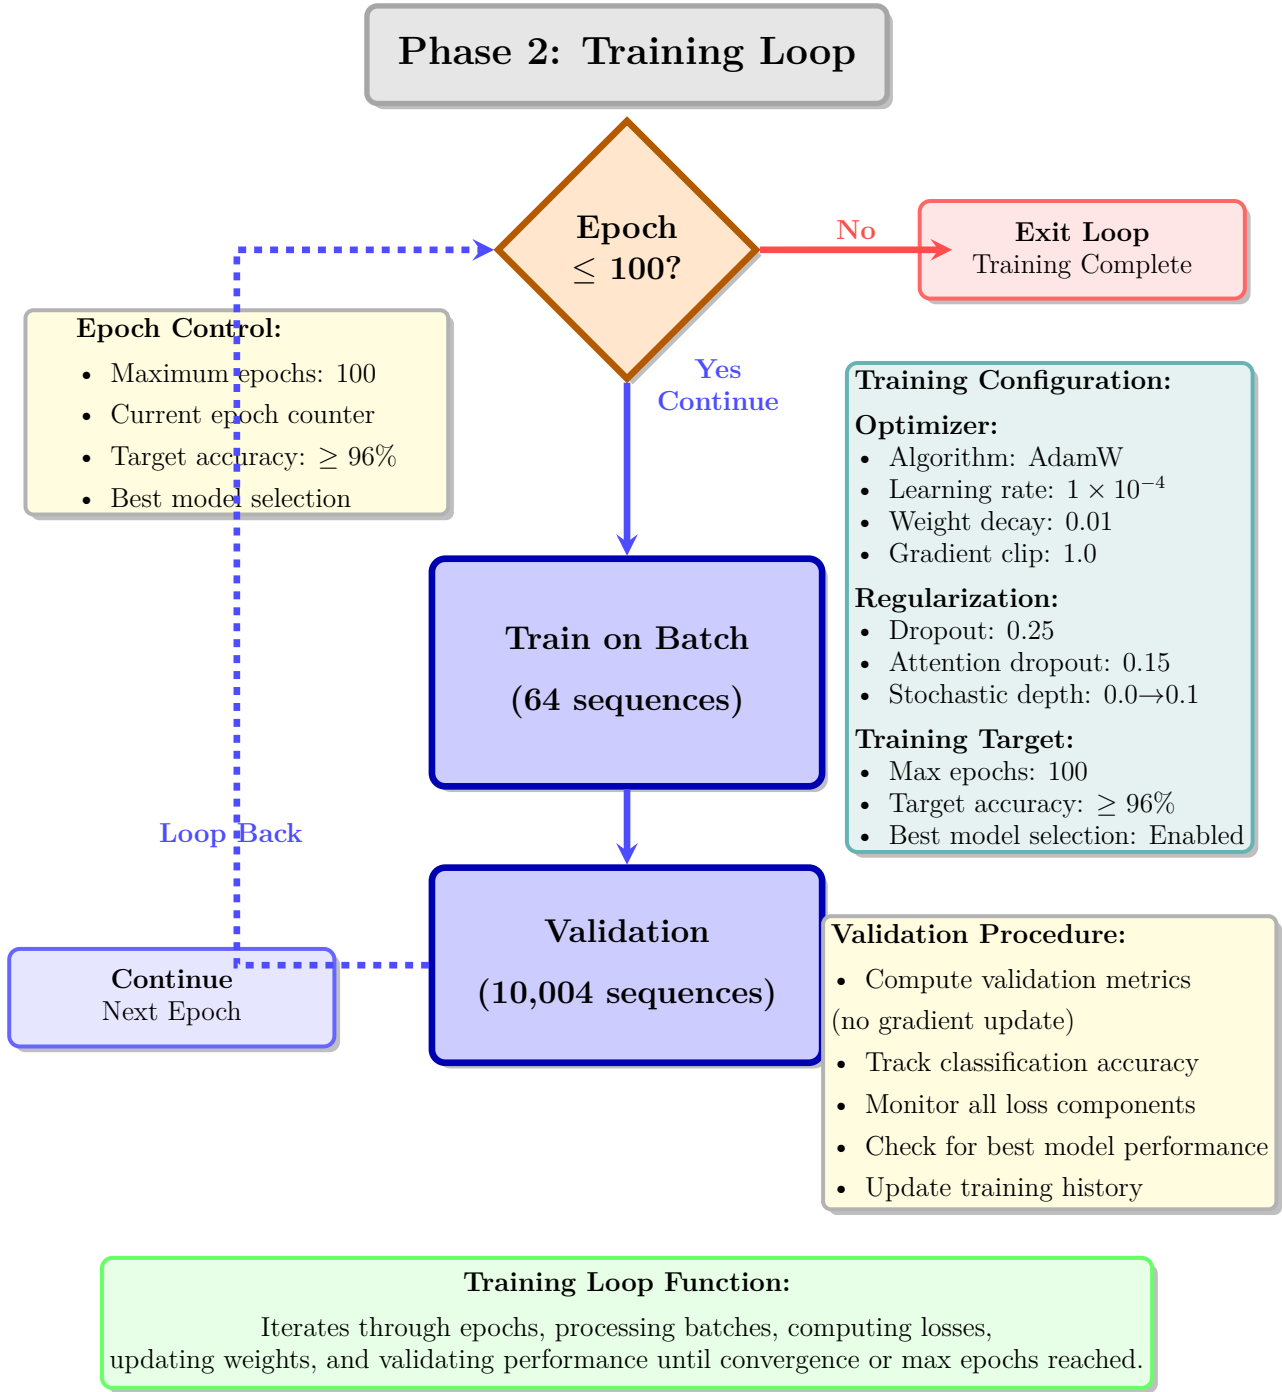 Phase 2: Training Loop
Epoch
≤ 100?
No
Exit Loop
Training Complete
Yes
Continue
Epoch Control:
• Maximum epochs: 100
• Current epoch counter
• Target accuracy: ≥ 96%
• Best model selection
Training Configuration:
Optimizer:
• Algorithm: AdamW
• Learning rate: 1 × 10⁻⁴
• Weight decay: 0.01
• Gradient clip: 1.0
Regularization:
• Dropout: 0.25
• Attention dropout: 0.15
• Stochastic depth: 0.0→0.1
Training Target:
• Max epochs: 100
• Target accuracy: ≥ 96%
• Best model selection: Enabled
Train on Batch
(64 sequences)
Loop Back
Validation
(10,004 sequences)
Continue
Next Epoch
Validation Procedure:
• Compute validation metrics
(no gradient update)
• Track classification accuracy
• Monitor all loss components
• Check for best model performance
• Update training history
Training Loop Function:
Iterates through epochs, processing batches, computing losses,
updating weights, and validating performance until convergence or max epochs reached.